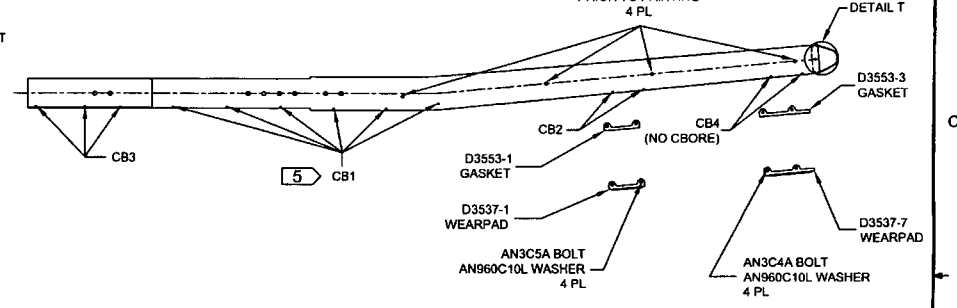 4 PL
DETAIL T
T
D3553-3
GASKET
C
CB3
5
CB1
CB2
CB4
(NO CBORE)
D3553-1
GASKET
D3537-1
WEARPAD
D3537-7
WEARPAD
AN3C5A BOLT
AN960C10L WASHER
4 PL
AN3C4A BOLT
AN960C10L WASHER
4 PL